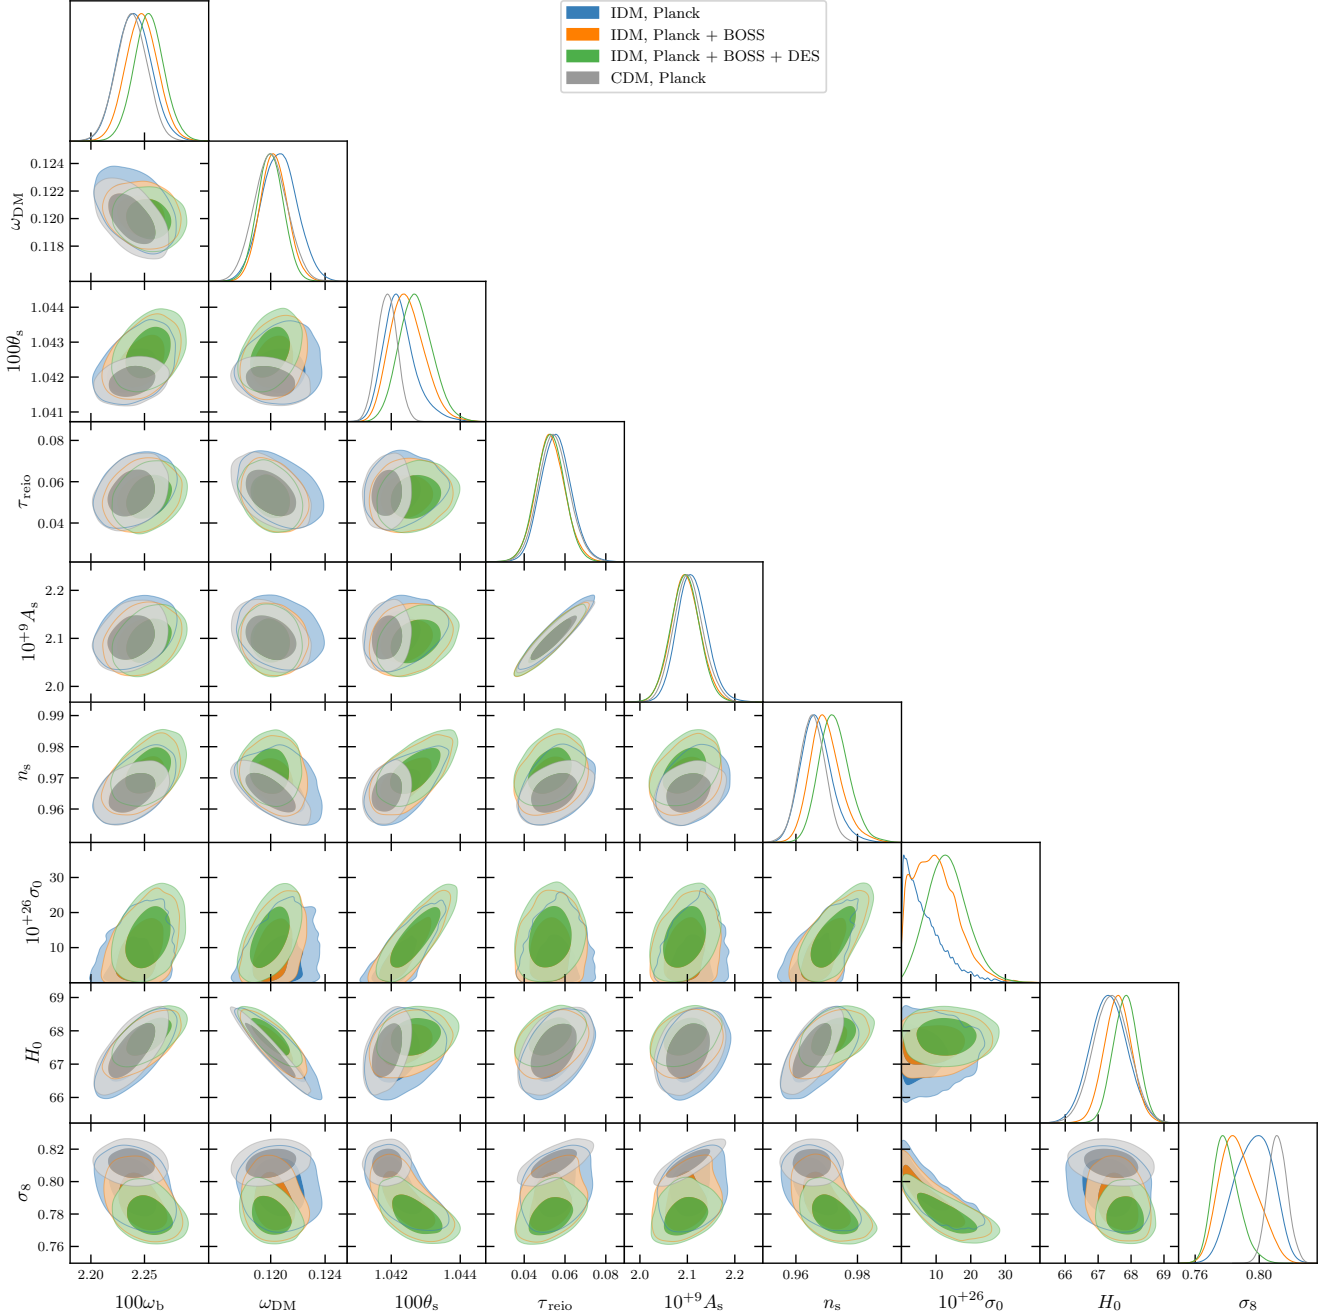 IDM, Planck
IDM, Planck + BOSS
IDM, Planck + BOSS + DES
CDM, Planck
0.124
0.122
0.120
0.118
ω_DM
1.044
1.043
1.042
1.041
100θ_s
0.08
0.06
0.04
τ_reio
2.2
2.1
2.0
10^{+9}A_s
0.99
0.98
0.97
0.96
n_s
30
20
10
10^{+26}σ_0
69
68
67
66
H_0
0.82
0.80
0.78
0.76
σ_8
2.20 2.25 0.120 0.124 1.042 1.044 0.04 0.06 0.08 2.0 2.1 2.2 0.96 0.98 10 20 30 66 67 68 69 0.76 0.80
100ω_b ω_DM 100θ_s τ_reio 10^{+9}A_s n_s 10^{+26}σ_0 H_0 σ_8